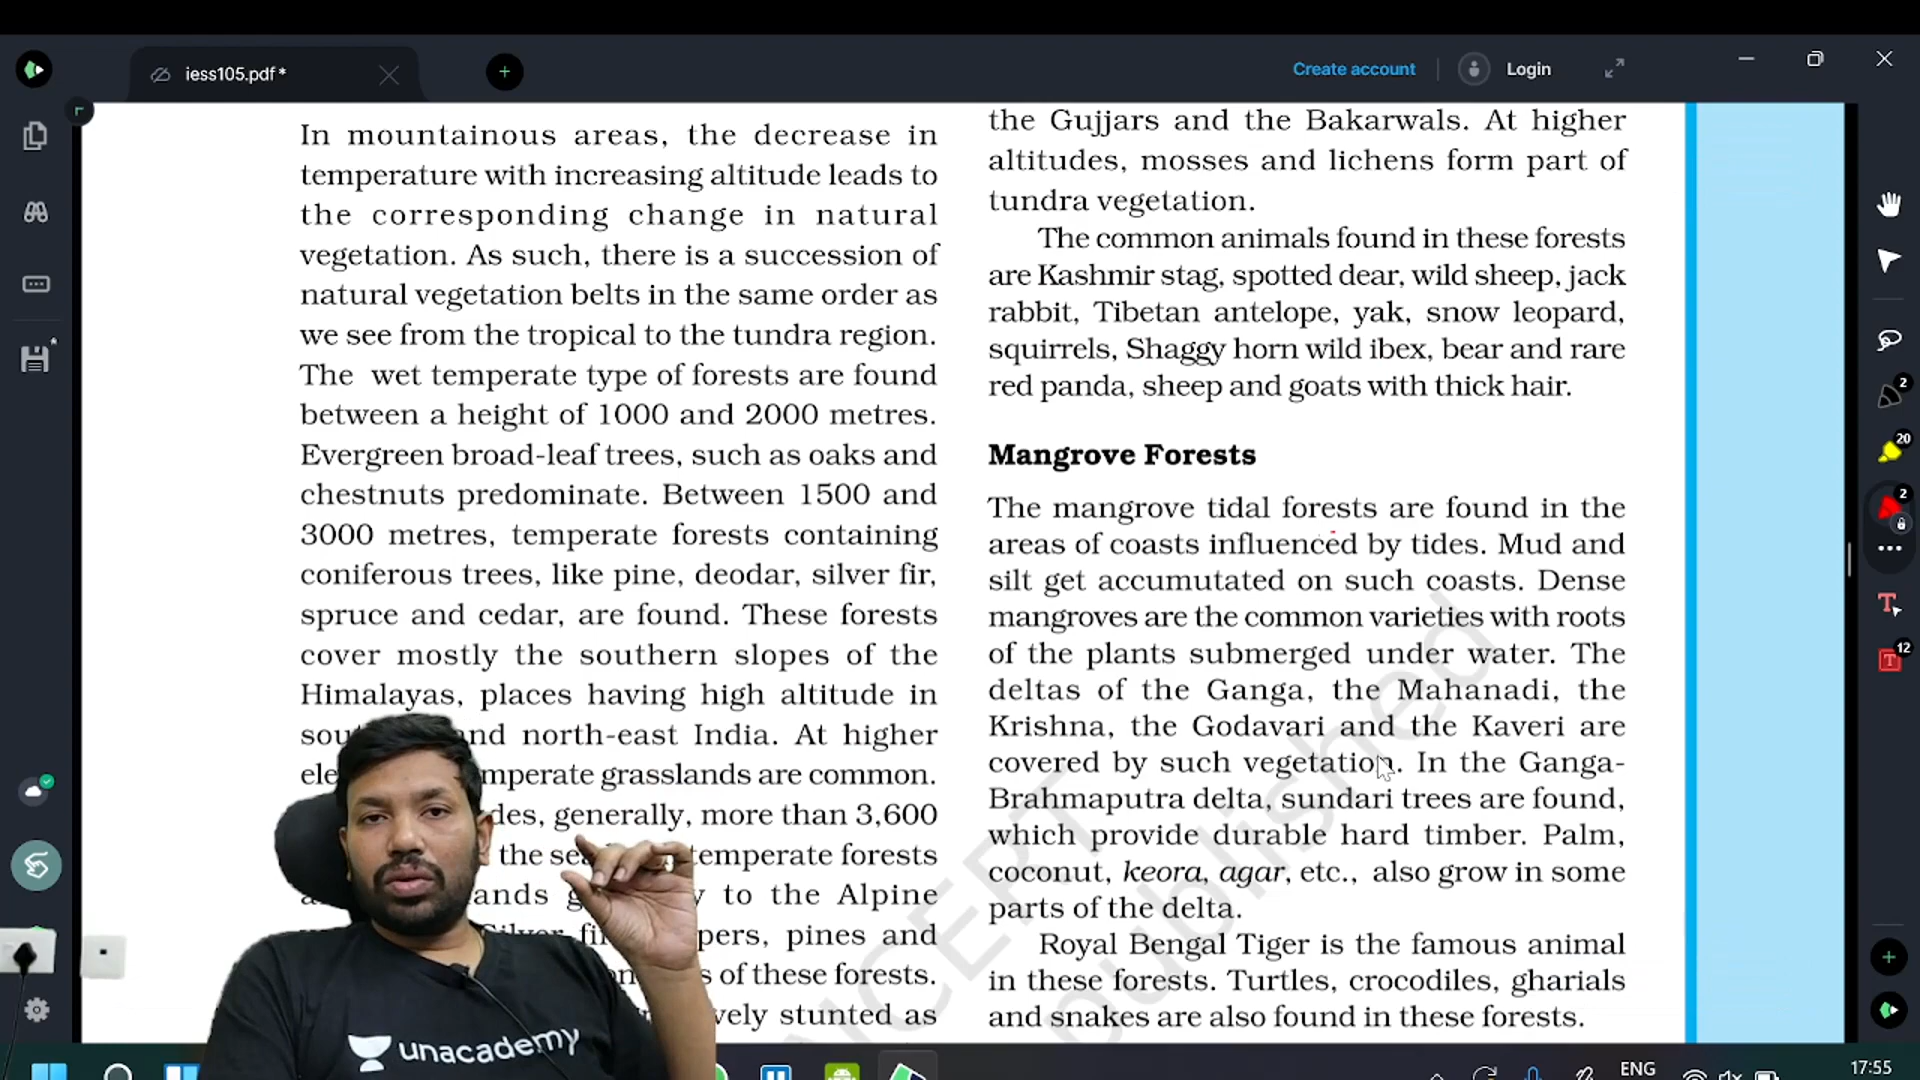 iess105.pdf*
Create account
Login
In mountainous areas, the decrease in
temperature with increasing altitude leads to
the corresponding change in natural
vegetation. As such, there is a succession of
natural vegetation belts in the same order as
we see from the tropical to the tundra region.
The wet temperate type of forests are found
between a height of 1000 and 2000 metres.
Evergreen broad-leaf trees, such as oaks and
chestnuts predominate. Between 1500 and
3000 metres, temperate forests containing
coniferous trees, like pine, deodar, silver fir,
spruce and cedar, are found. These forests
cover mostly the southern slopes of the
Himalayas, places having high altitude in
north-east India. At higher
grasslands are common.
generally, more than 3,600
the temperate forests
to the Alpine
pines and
of these forests.
stunted as
the Gujjars and the Bakarwals. At higher
altitudes, mosses and lichens form part of
tundra vegetation.
The common animals found in these forests
are Kashmir stag, spotted dear, wild sheep, jack
rabbit, Tibetan antelope, yak, snow leopard,
squirrels, Shaggy horn wild ibex, bear and rare
red panda, sheep and goats with thick hair.
Mangrove Forests
The mangrove tidal forests are found in the
areas of coasts influenced by tides. Mud and
silt get accumutated on such coasts. Dense
mangroves are the common varieties with roots
of the plants submerged under water. The
deltas of the Ganga, the Mahanadi, the
Krishna, the Godavari and the Kaveri are
covered by such vegetation. In the Ganga-
Brahmaputra delta, sundari trees are found,
which provide durable hard timber. Palm,
coconut, keora, agar, etc., also grow in some
parts of the delta.
Royal Bengal Tiger is the famous animal
in these forests. Turtles, crocodiles, gharials
and snakes are also found in these forests.
NCERT
published
unacademy
2
20
2
12
ENG
17:55